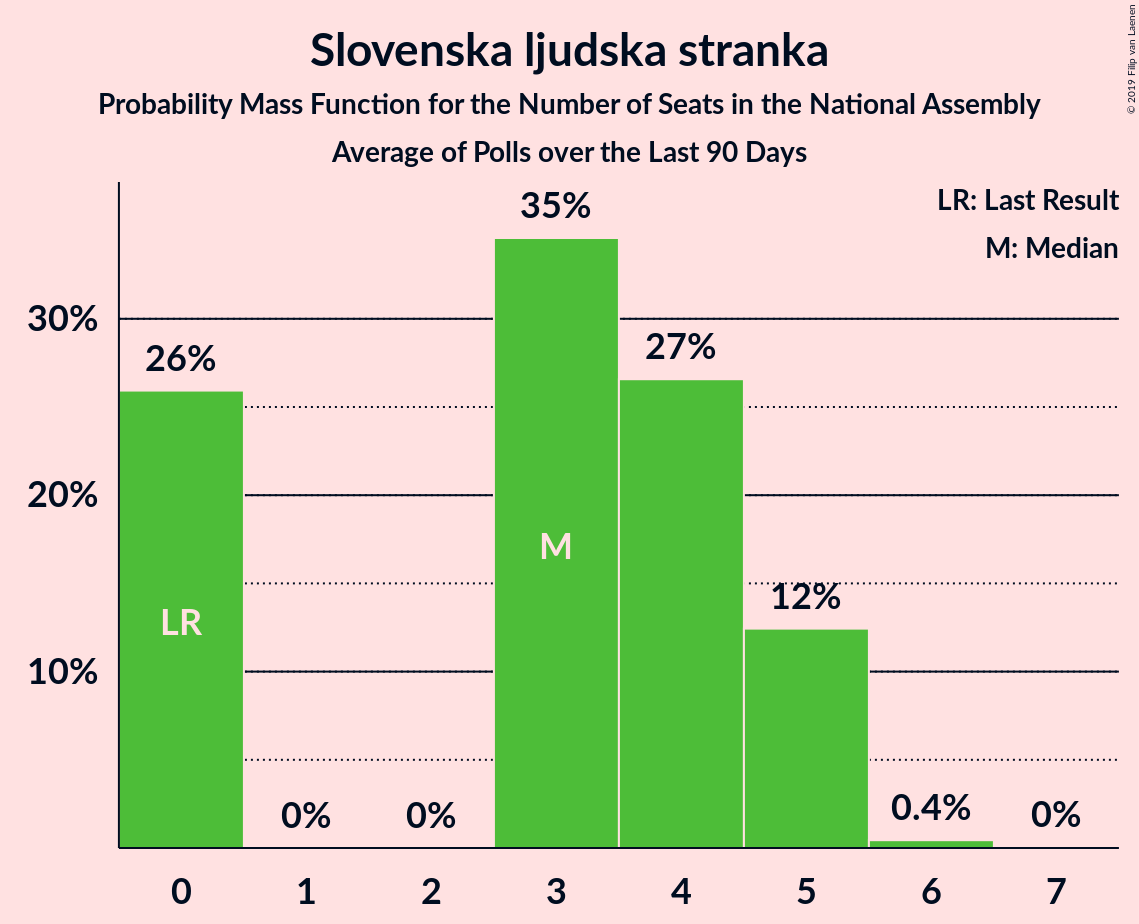 Slovenska ljudska stranka
Probability Mass Function for the Number of Seats in the National Assembly
Average of Polls over the Last 90 Days
© 2019 Filip van Laenen
LR: Last Result
M: Median
35%
30%
26%
27%
20%
M
12%
LR
10%
0%
0%
0.4%
0%
0 1 2 3 4 5 6 7